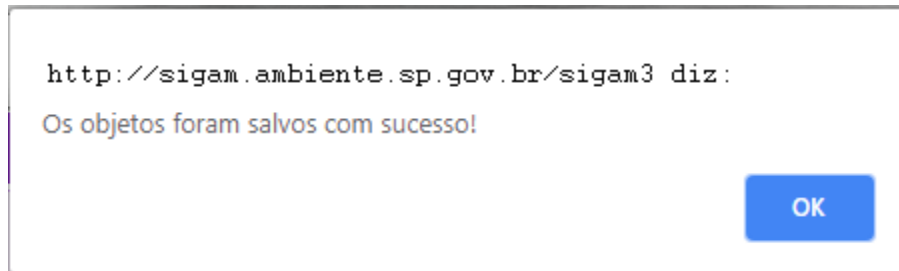 http://sigam.ambiente.sp.gov.br/sigam3 diz:
Os objetos foram salvos com sucesso!
OK